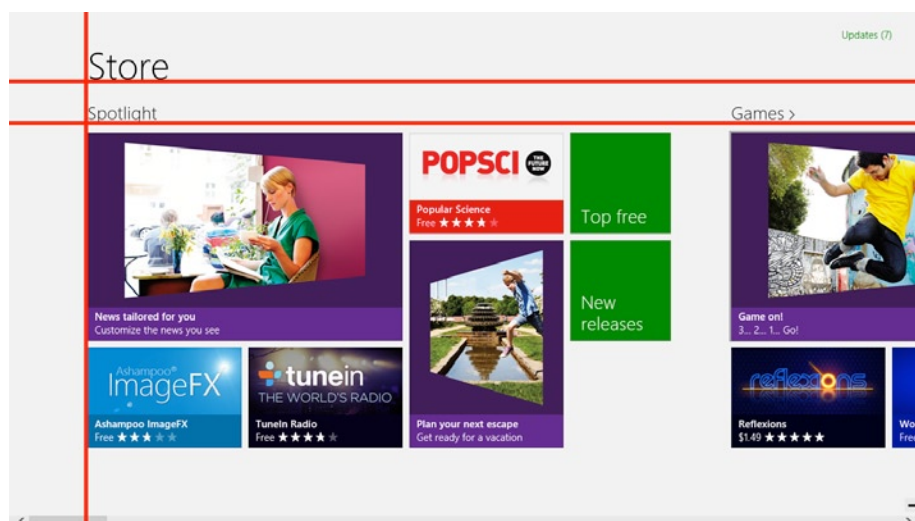 Updates (7)
Store
Spotlight
Games >
POPSCI THE FUTURE NOW
Popular Science
Free
Top free
New
releases
News tailored for you
Customize the news you see
Game on!
3... 2... 1... Go!
Ashampoo®
ImageFX
Ashampoo ImageFX
Free
tunein
THE WORLD'S RADIO
TuneIn Radio
Free
Plan your next escape
Get ready for a vacation
reflexions
Reflexions
$1.49
Wo
Free